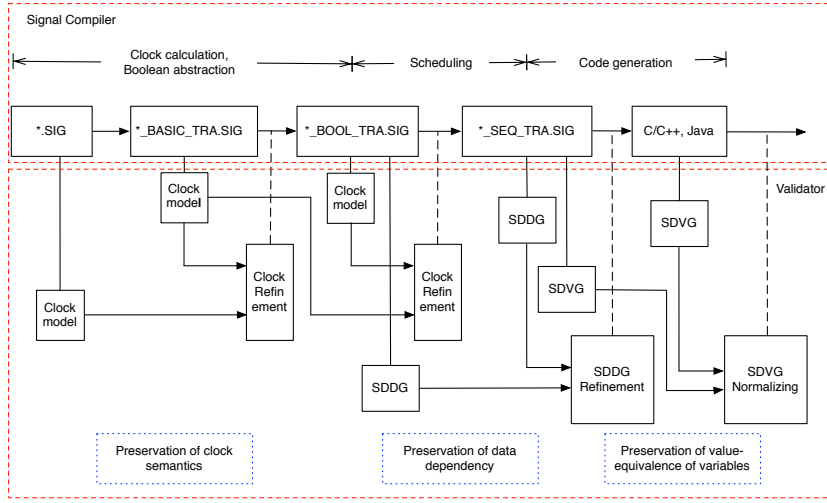 Signal Compiler
Clock calculation,
Boolean abstraction
Scheduling
Code generation
*.SIG
*_BASIC_TRA.SIG
*_BOOL_TRA.SIG
*_SEQ_TRA.SIG
C/C++, Java
Validator
Clock
model
Clock
model
SDDG
SDVG
Clock
Refin
ement
Clock
Refin
ement
SDVG
Clock
model
SDDG
SDDG
Refinement
SDVG
Normalizing
Preservation of clock
semantics
Preservation of data
dependency
Preservation of value-
equivalence of variables